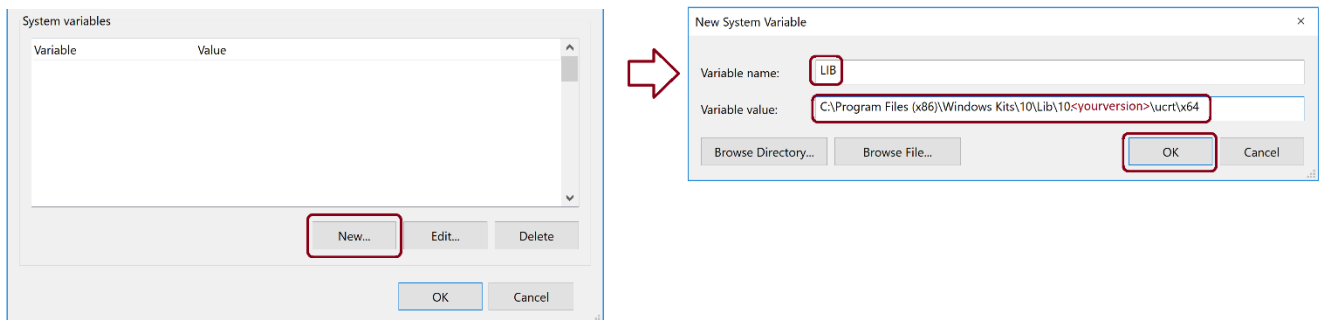 System variables
Variable Value
New... Edit... Delete
OK Cancel
New System Variable
Variable name: LIB
Variable value: C:\Program Files (x86)\Windows Kits\10\Lib\10.<yourversion>\ucrt\x64
Browse Directory... Browse File... OK Cancel